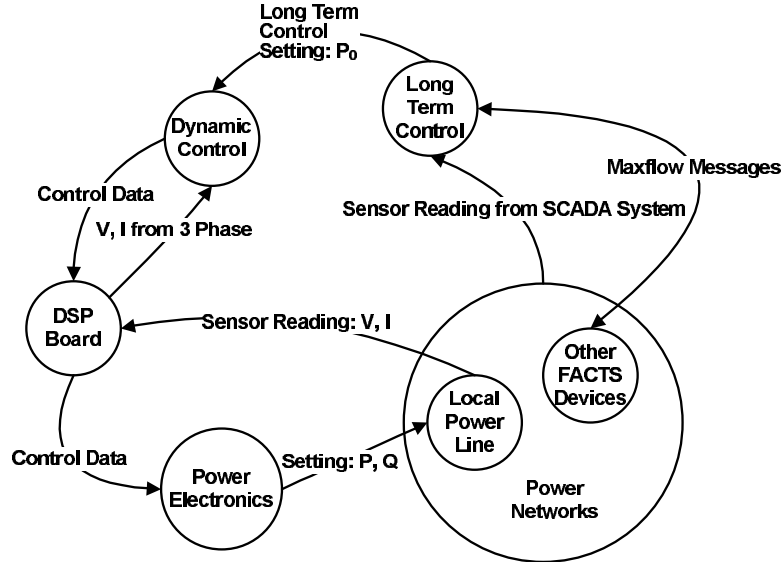 Long Term
Control
Setting: P₀
Long
Term
Control
Dynamic
Control
Maxflow Messages
Control Data
Sensor Reading from SCADA System
V, I from 3 Phase
DSP
Board
Sensor Reading: V, I
Other
FACTS
Devices
Local
Power
Line
Control Data
Setting: P, Q
Power
Electronics
Power
Networks